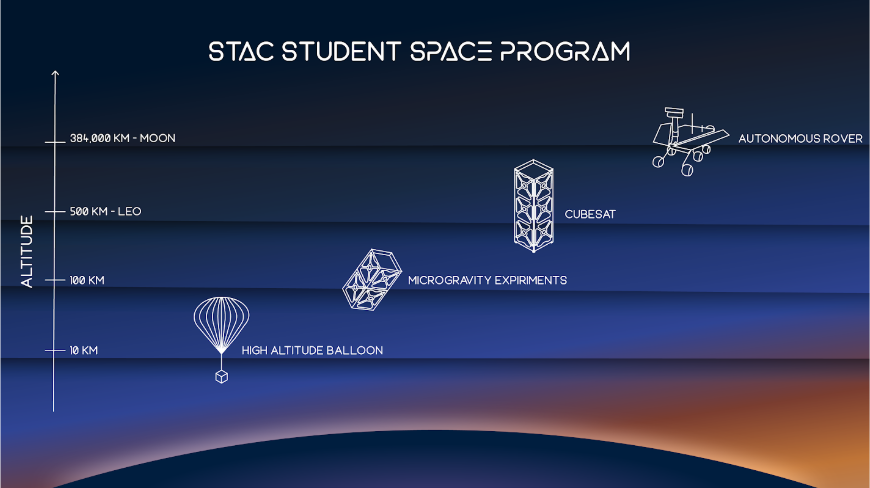 STAC STUDENT SPACE PROGRAM
384,000 KM - MOON
AUTONOMOUS ROVER
500 KM - LEO
CUBESAT
ALTITUDE
100 KM
MICROGRAVITY EXPIRIMENTS
10 KM
HIGH ALTITUDE BALLOON